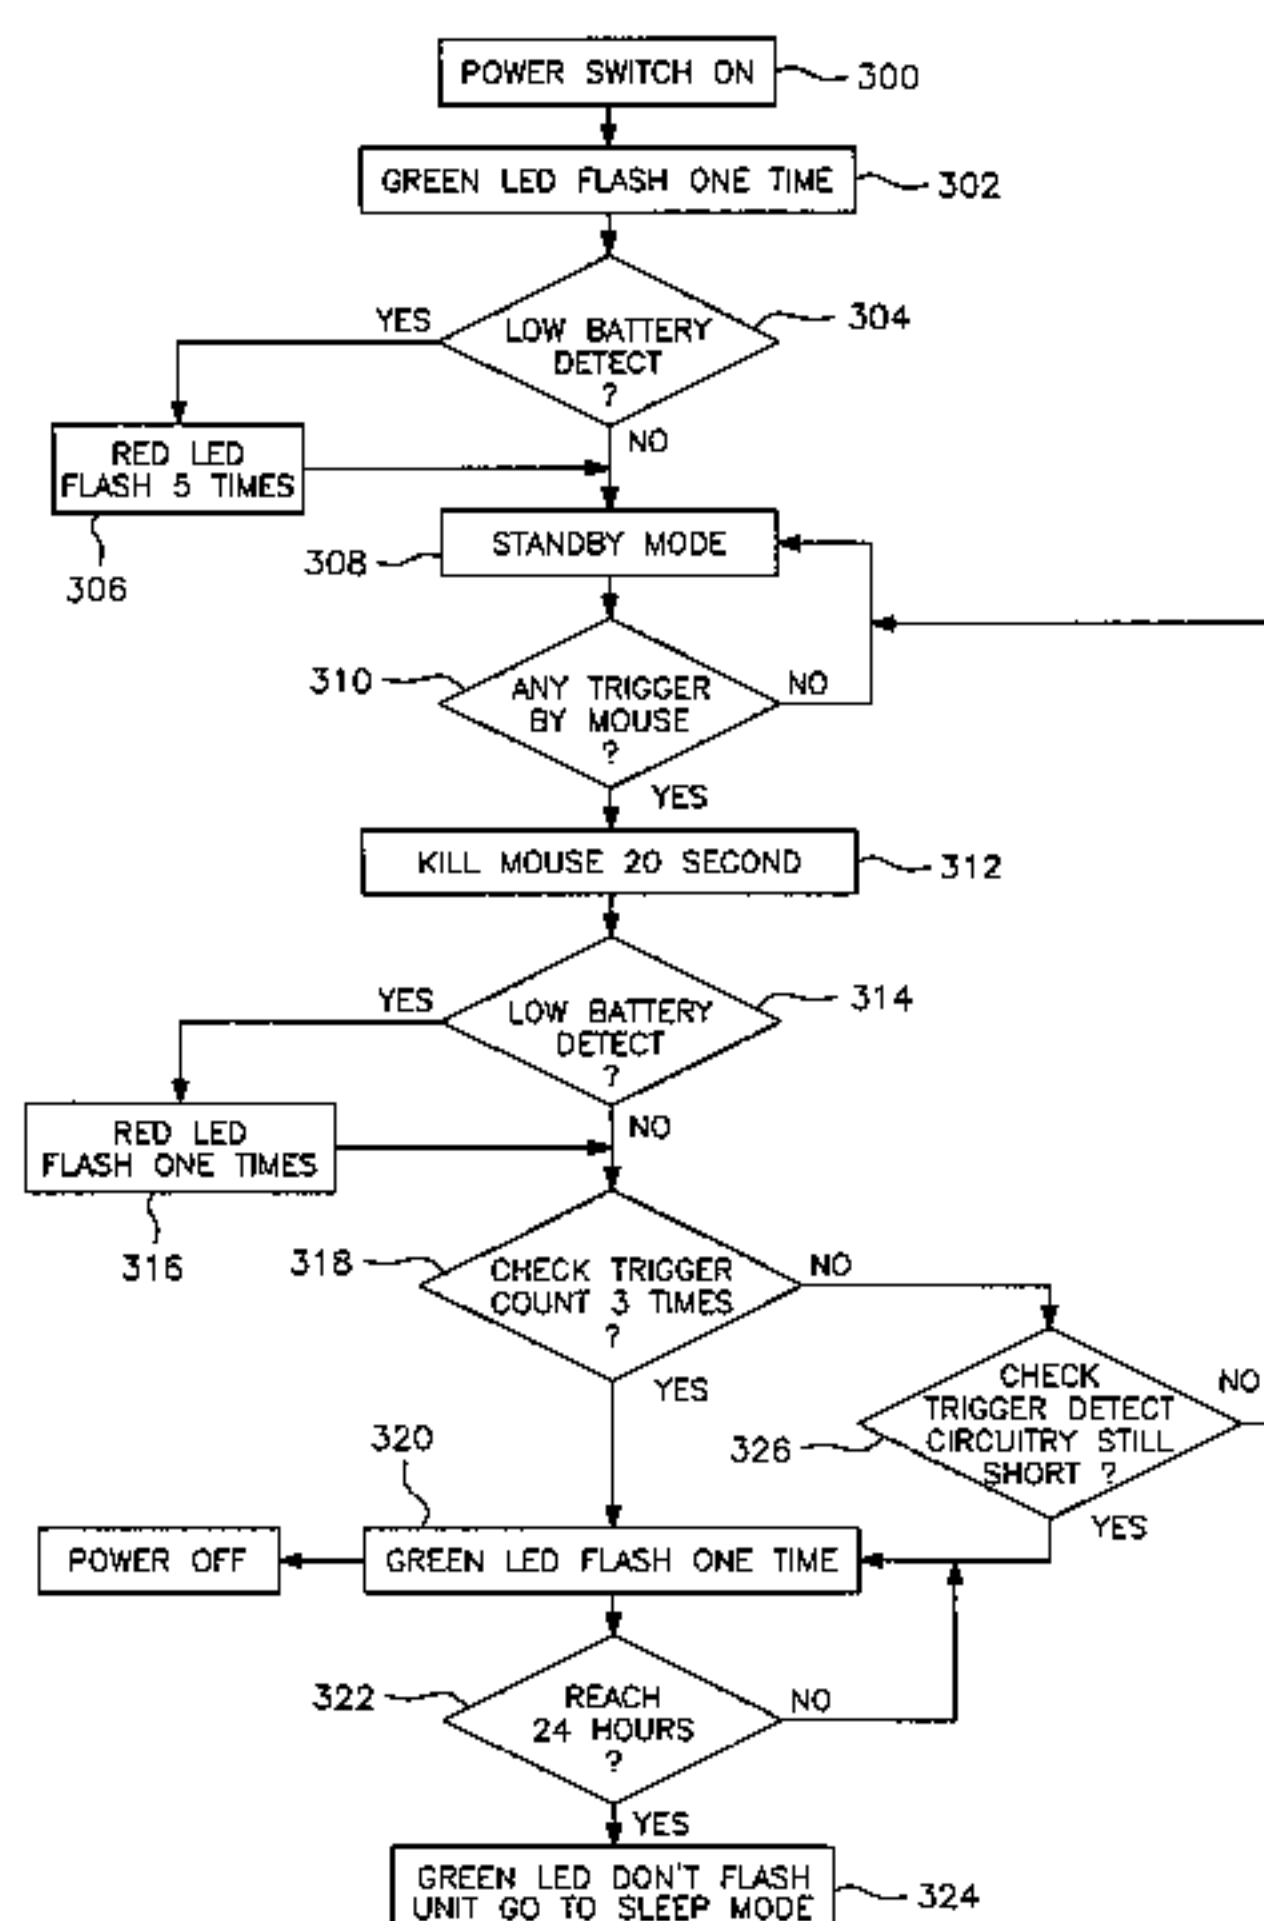 POWER SWITCH ON
300
GREEN LED FLASH ONE TIME
302
LOW BATTERY
DETECT
?
304
YES
NO
RED LED
FLASH 5 TIMES
306
STANDBY MODE
308
ANY TRIGGER
BY MOUSE
?
310
NO
YES
KILL MOUSE 20 SECOND
312
LOW BATTERY
DETECT
?
314
YES
NO
RED LED
FLASH ONE TIMES
316
CHECK TRIGGER
COUNT 3 TIMES
?
318
NO
YES
CHECK
TRIGGER DETECT
CIRCUITRY STILL
SHORT ?
326
NO
YES
320
POWER OFF
GREEN LED FLASH ONE TIME
REACH
24 HOURS
?
322
NO
YES
GREEN LED DON'T FLASH
UNIT GO TO SLEEP MODE
324